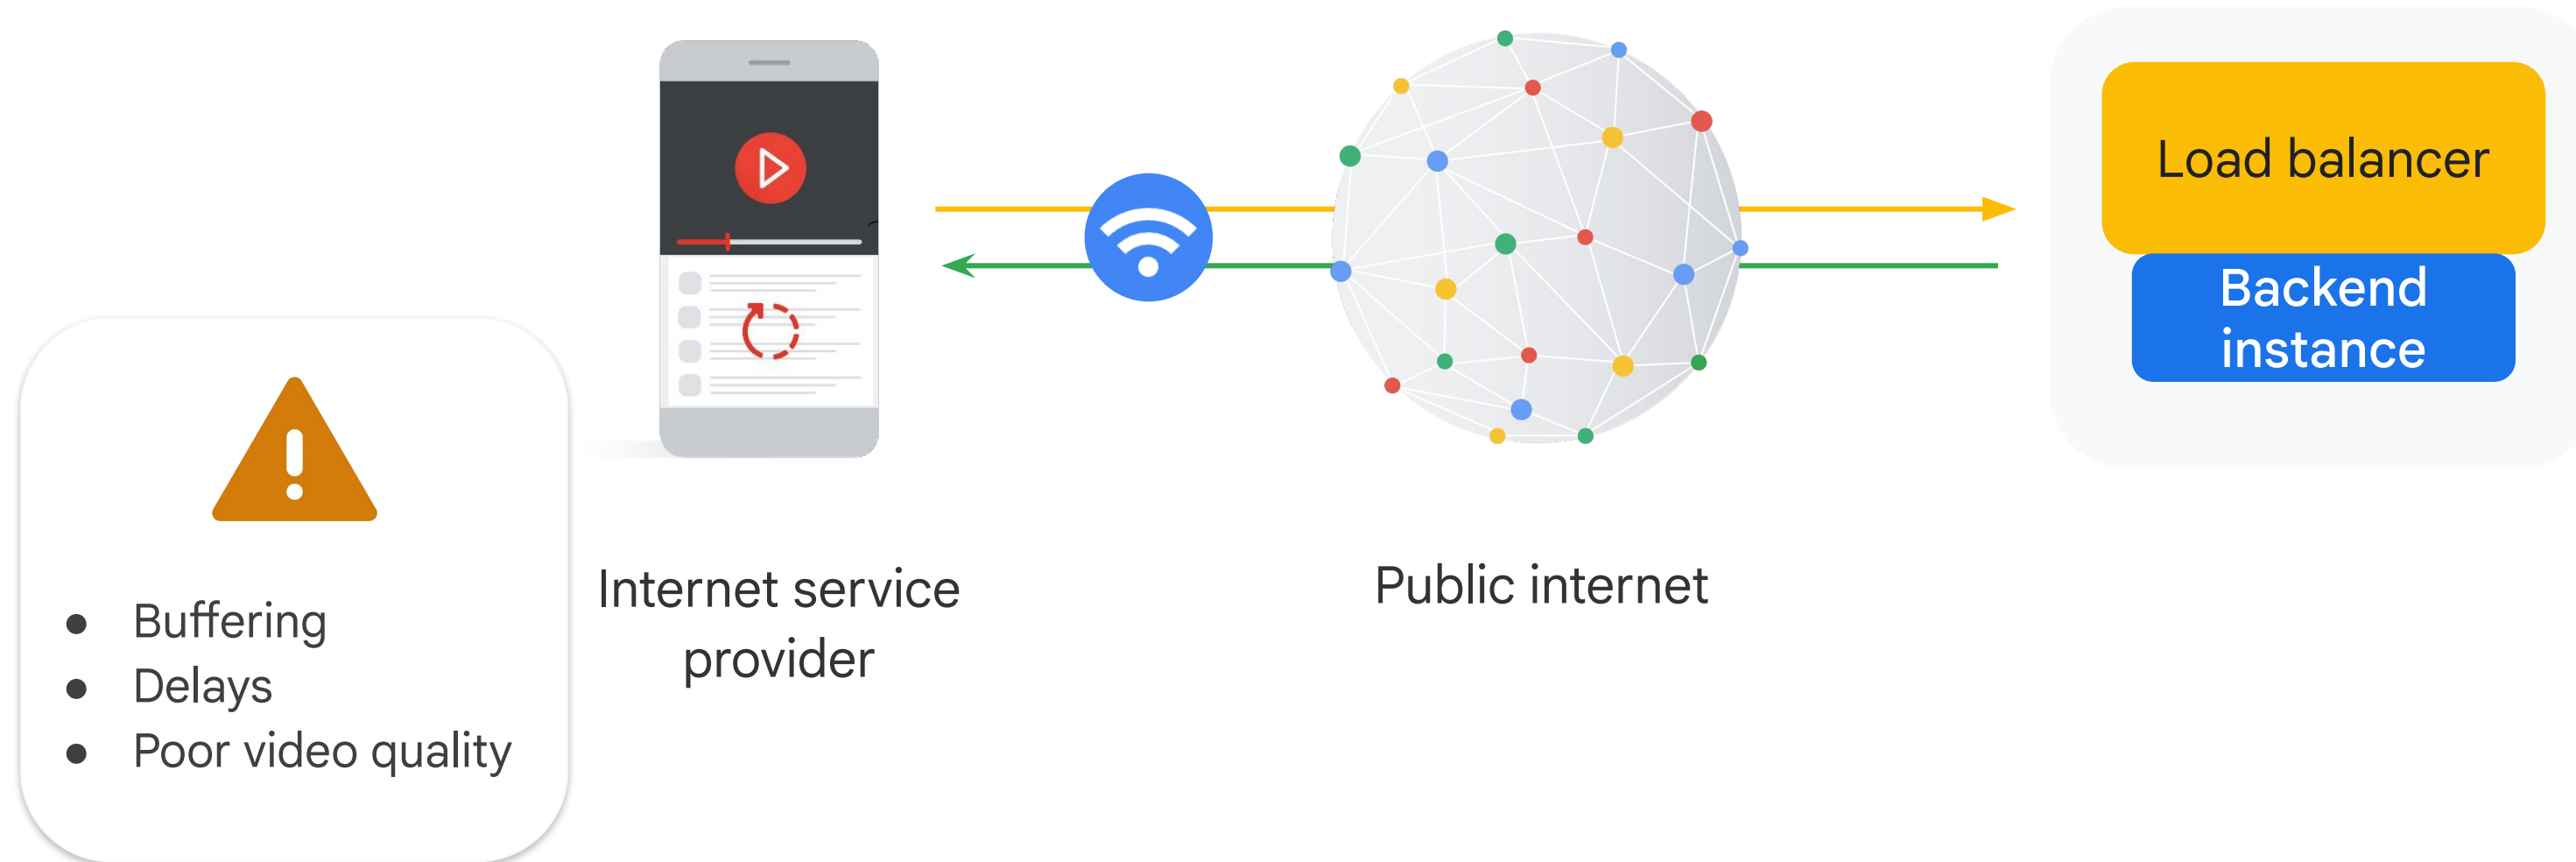 Load balancer
Backend
instance
Internet service
provider
Public internet
● Buffering
● Delays
● Poor video quality